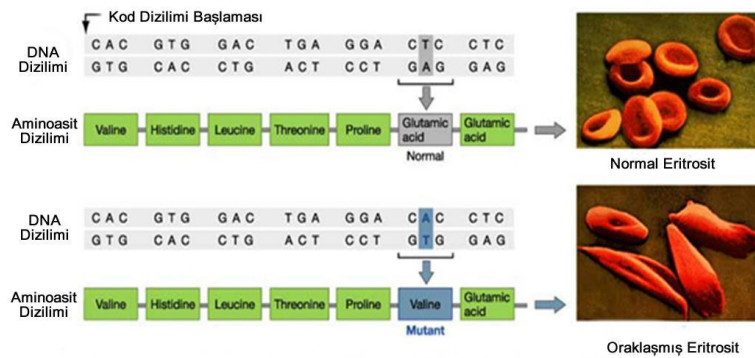 Kod Dizilimi Başlaması
DNA Dizilimi
CAC GTG GAC TGA GGA CTC CTC
GTG CAC CTG ACT CCT GAG GAG
Aminoasit Dizilimi
Valine Histidine Leucine Threonine Proline Glutamic acid Glutamic acid
Normal
Normal Eritrosit
DNA Dizilimi
CAC GTG GAC TGA GGA CAC CTC
GTG CAC CTG ACT CCT GTG GAG
Aminoasit Dizilimi
Valine Histidine Leucine Threonine Proline Valine Glutamic acid
Mutant
Oraklaşmış Eritrosit